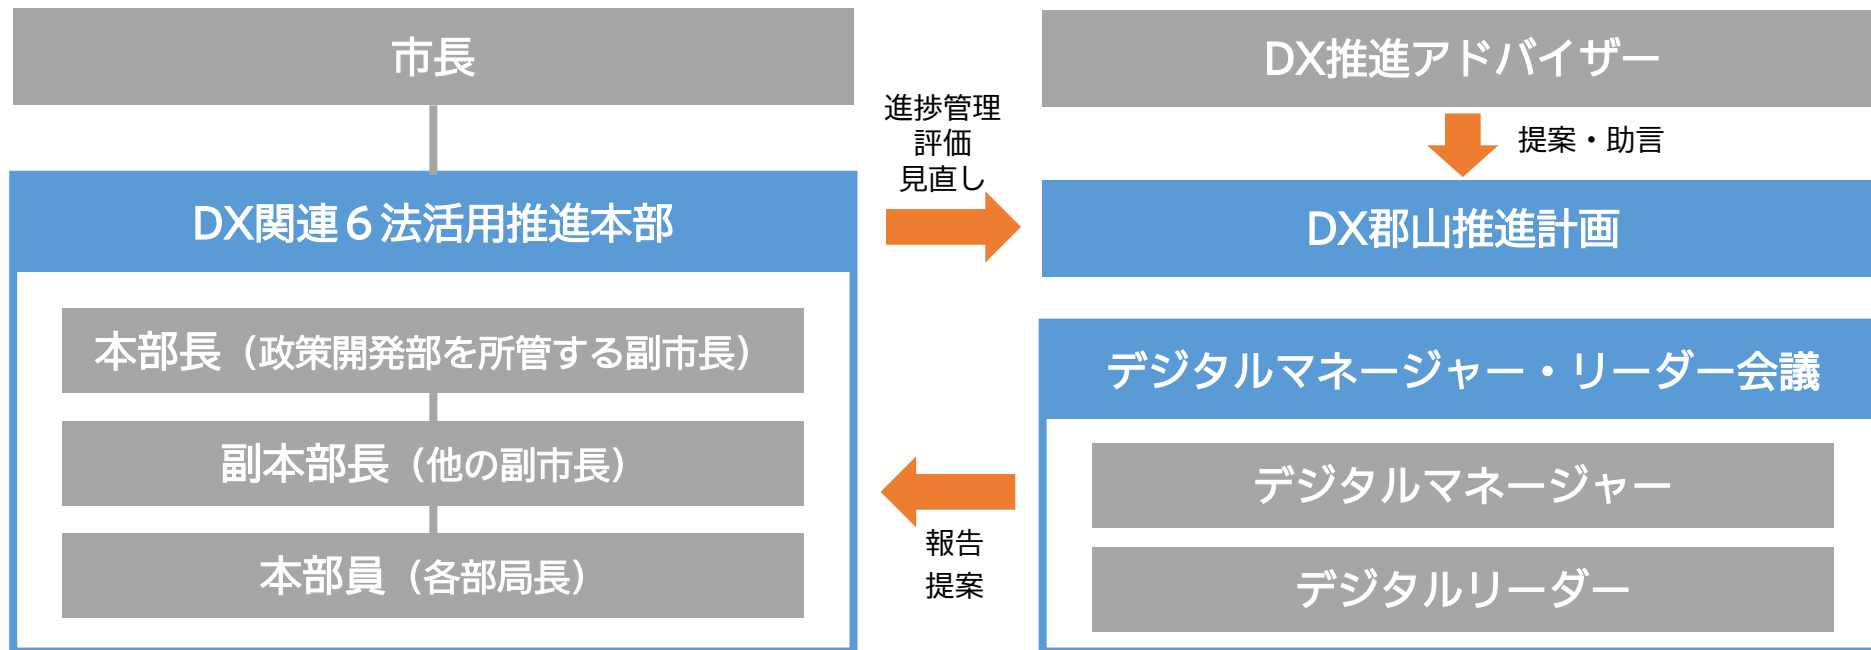 市長
DX関連６法活用推進本部
本部長（政策開発部を所管する副市長）
副本部長（他の副市長）
本部員（各部局長）
進捗管理
評価
見直し
報告
提案
DX推進アドバイザー
提案・助言
DX郡山推進計画
デジタルマネージャー・リーダー会議
デジタルマネージャー
デジタルリーダー